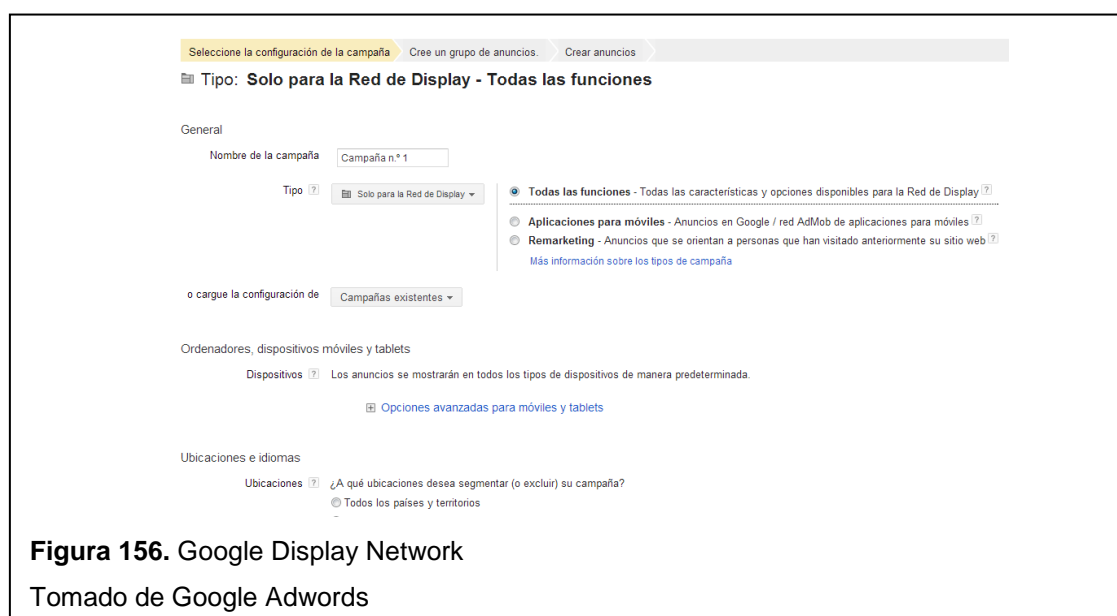 Seleccione la configuración de la campaña Cree un grupo de anuncios. Crear anuncios
Tipo: Solo para la Red de Display - Todas las funciones
General
Nombre de la campaña Campaña n.º 1
Tipo ? Solo para la Red de Display Todas las funciones - Todas las características y opciones disponibles para la Red de Display ?
Aplicaciones para móviles - Anuncios en Google / red AdMob de aplicaciones para móviles ?
Remarketing - Anuncios que se orientan a personas que han visitado anteriormente su sitio web ?
Más información sobre los tipos de campaña
o cargue la configuración de Campañas existentes
Ordenadores, dispositivos móviles y tablets
Dispositivos ? Los anuncios se mostrarán en todos los tipos de dispositivos de manera predeterminada.
Opciones avanzadas para móviles y tablets
Ubicaciones e idiomas
Ubicaciones ? ¿A qué ubicaciones desea segmentar (o excluir) su campaña?
Todos los países y territorios
Figura 156. Google Display Network
Tomado de Google Adwords